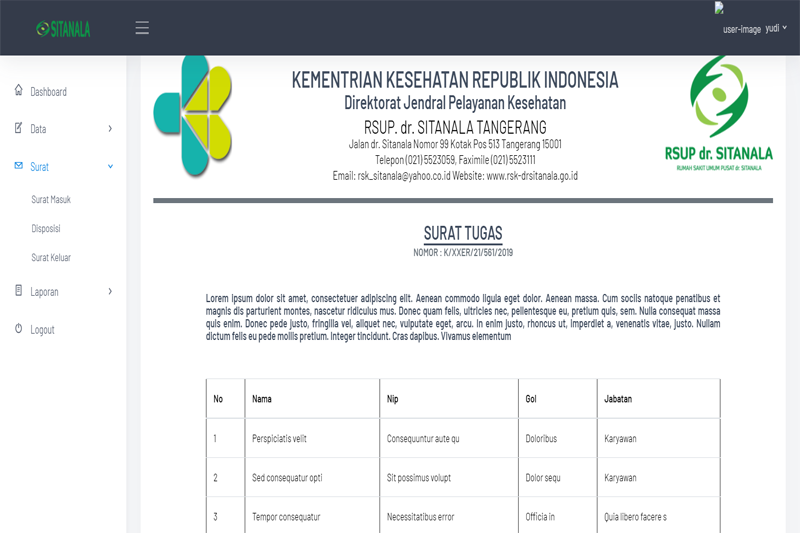 SITANALA
user-image yudi
Dashboard
Data
Surat
Surat Masuk
Disposisi
Surat Keluar
Laporan
Logout
KEMENTRIAN KESEHATAN REPUBLIK INDONESIA
Direktorat Jendral Pelayanan Kesehatan
RSUP. dr. SITANALA TANGERANG
Jalan dr. Sitanala Nomor 99 Kotak Pos 513 Tangerang 15001
Telepon (021) 5523059, Faximile (021) 5523111
Email: rsk_sitanala@yahoo.co.id Website: www.rsk-drsitanala.go.id
RSUP dr. SITANALA
RUMAH SAKIT UMUM PUSAT dr SITANALA
SURAT TUGAS
NOMOR : K/XXER/21/561/2019
Lorem ipsum dolor sit amet, consectetuer adipiscing elit. Aenean commodo ligula eget dolor. Aenean massa. Cum sociis natoque penatibus et
magnis dis parturient montes, nascetur ridiculus mus. Donec quam felis, ultricies nec, pellentesque eu, pretium quis, sem. Nulla consequat massa
quis enim. Donec pede justo, fringilla vel, aliquet nec, vulputate eget, arcu. In enim justo, rhoncus ut, imperdiet a, venenatis vitae, justo. Nullam
dictum felis eu pede mollis pretium. Integer tincidunt. Cras dapibus. Vivamus elementum
No Nama Nip Gol Jabatan
1 Perspiciatis velit Consequuntur aute qu Doloribus Karyawan
2 Sed consequatur opti Sit possimus volupt Dolor sequ Karyawan
3 Tempor consequatur Necessitatibus error Officia in Quia libero facere s